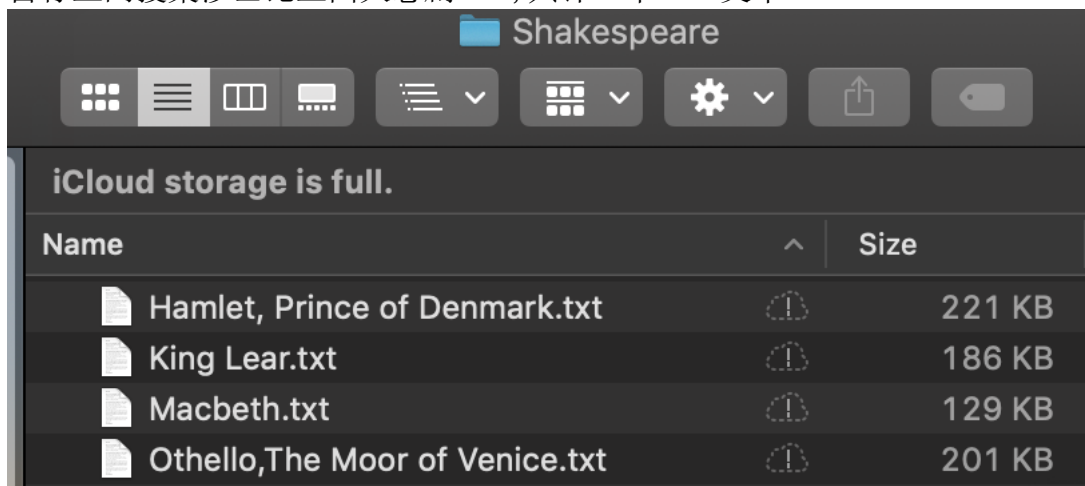 Shakespeare
iCloud storage is full.
Name Size
Hamlet, Prince of Denmark.txt 221 KB
King Lear.txt 186 KB
Macbeth.txt 129 KB
Othello,The Moor of Venice.txt 201 KB